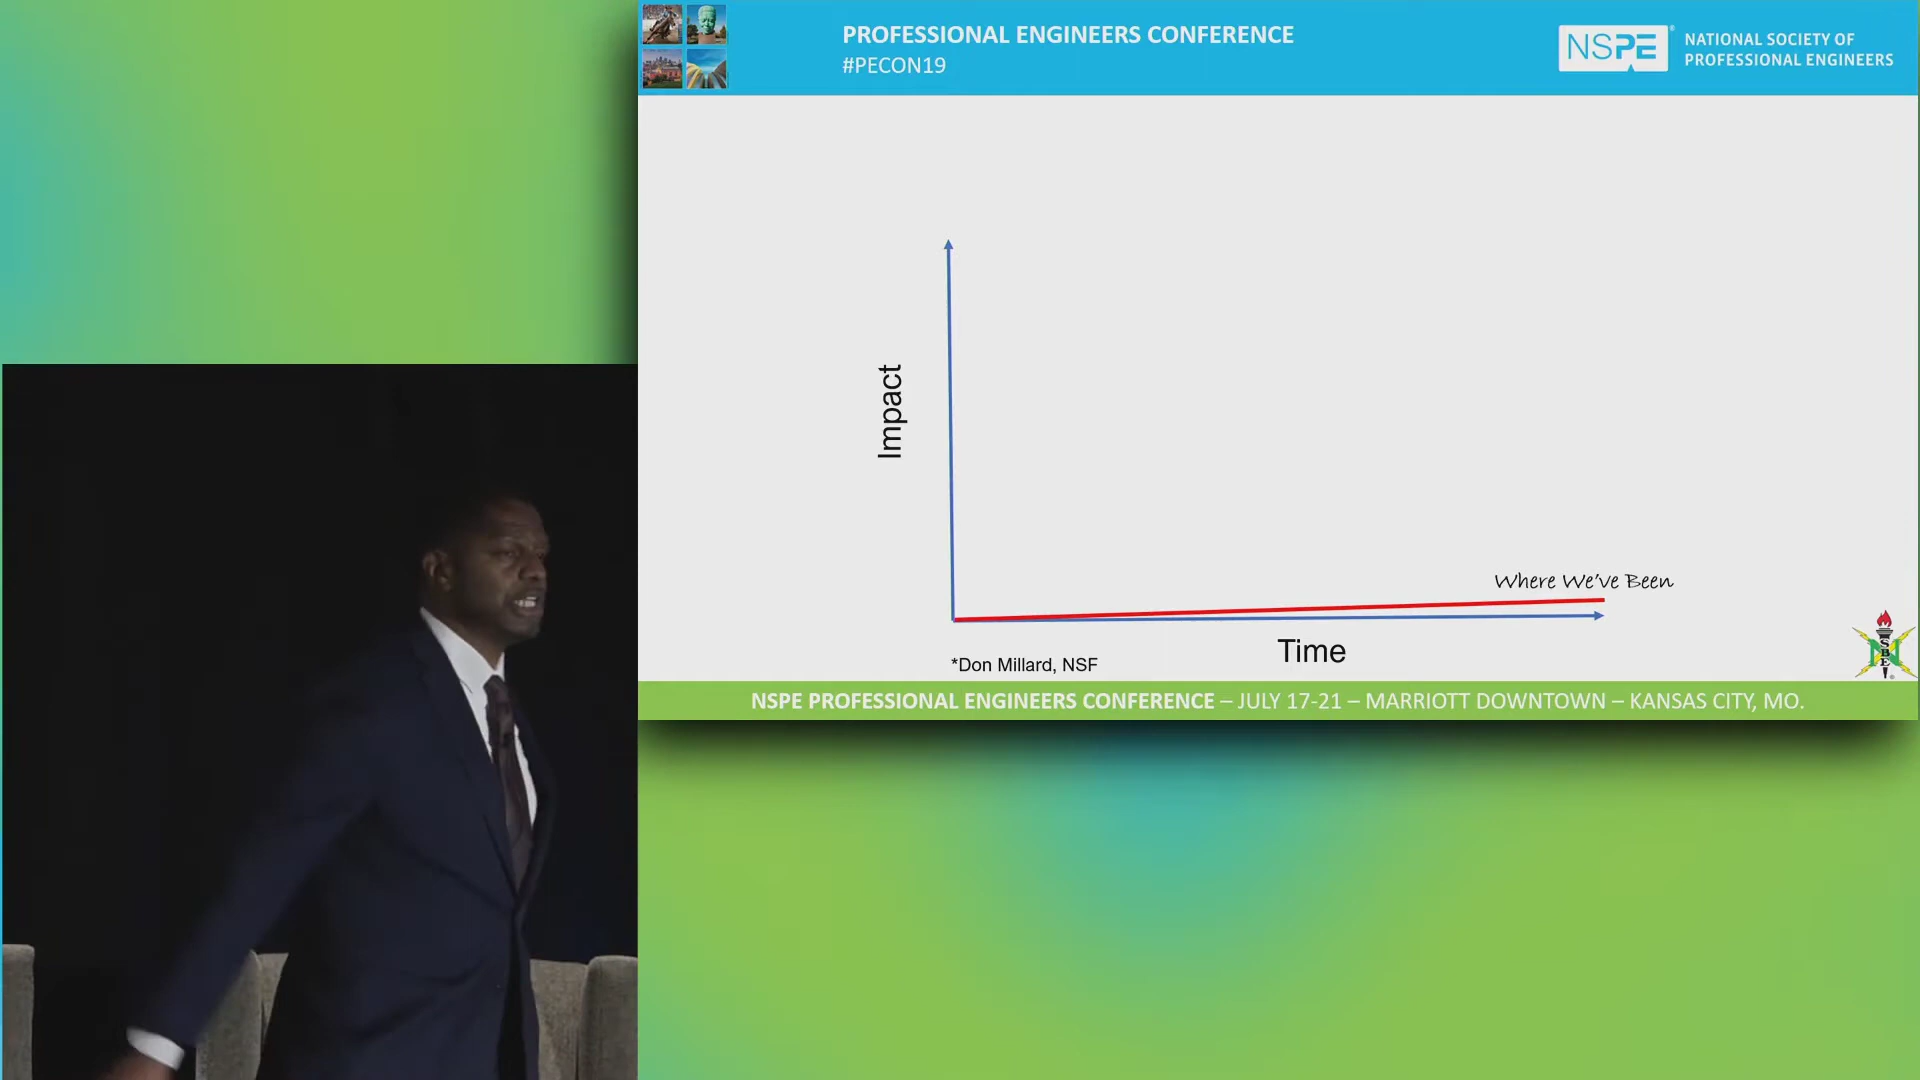 PROFESSIONAL ENGINEERS CONFERENCE
#PECON19
NSPE
NATIONAL SOCIETY OF
PROFESSIONAL ENGINEERS
Impact
Where We've Been
Time
*Don Millard, NSF
NSBE
NSPE PROFESSIONAL ENGINEERS CONFERENCE – JULY 17-21 – MARRIOTT DOWNTOWN – KANSAS CITY, MO.